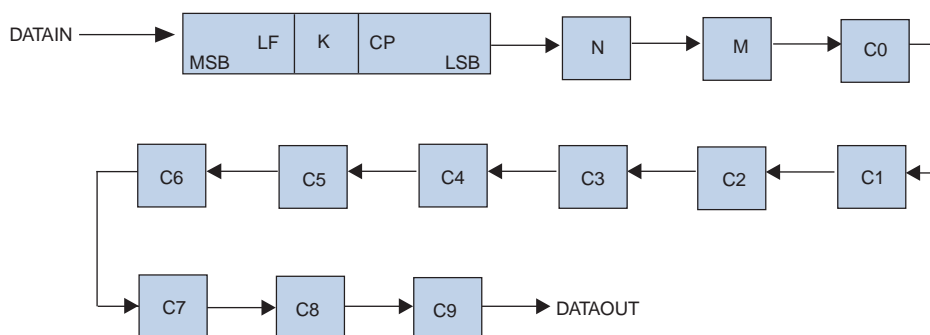 DATAIN
LF K CP
MSB LSB
N
M
C0
C6
C5
C4
C3
C2
C1
C7
C8
C9
DATAOUT